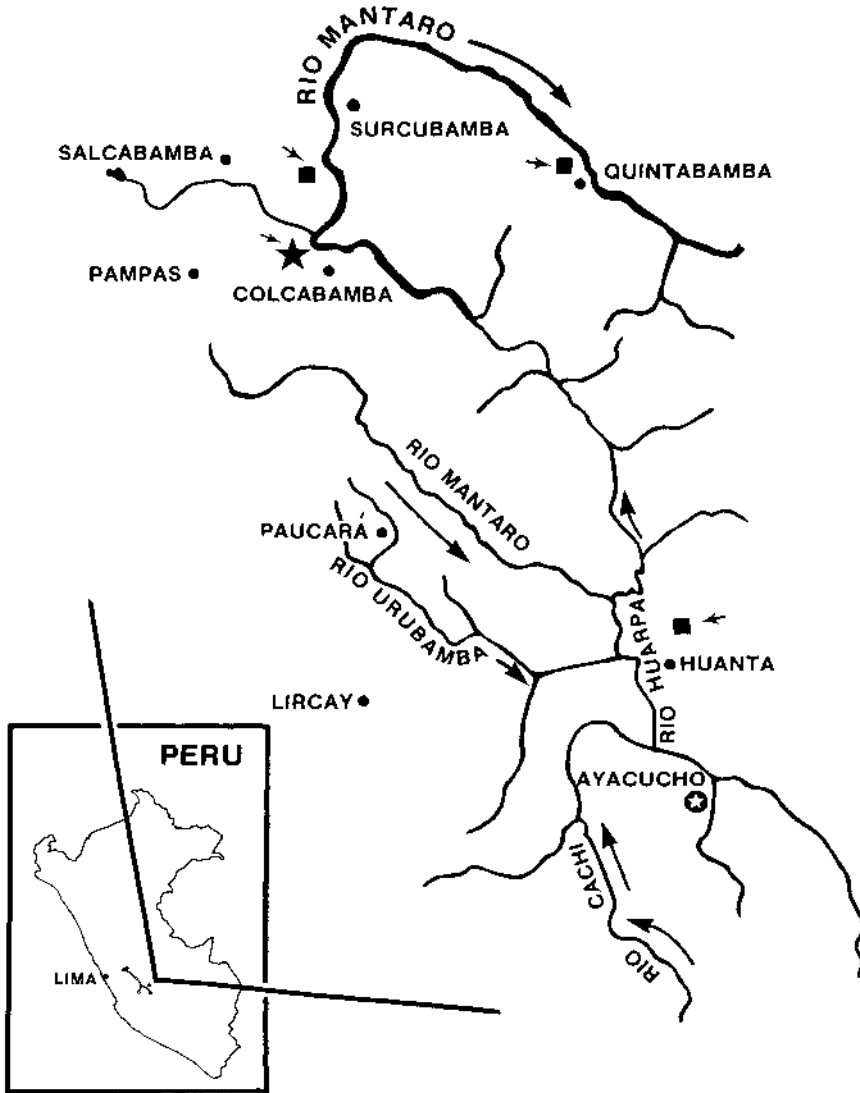 RIO MANTARO
SURCUBAMBA
SALCABAMBA
QUINTABAMBA
PAMPAS
COLCABAMBA
RIO MANTARO
PAUCARÁ
RIO URUBAMBA
RIO HUARPA
HUANTA
LIRCAY
PERU
AYACUCHO
RIO CACHI
LIMA